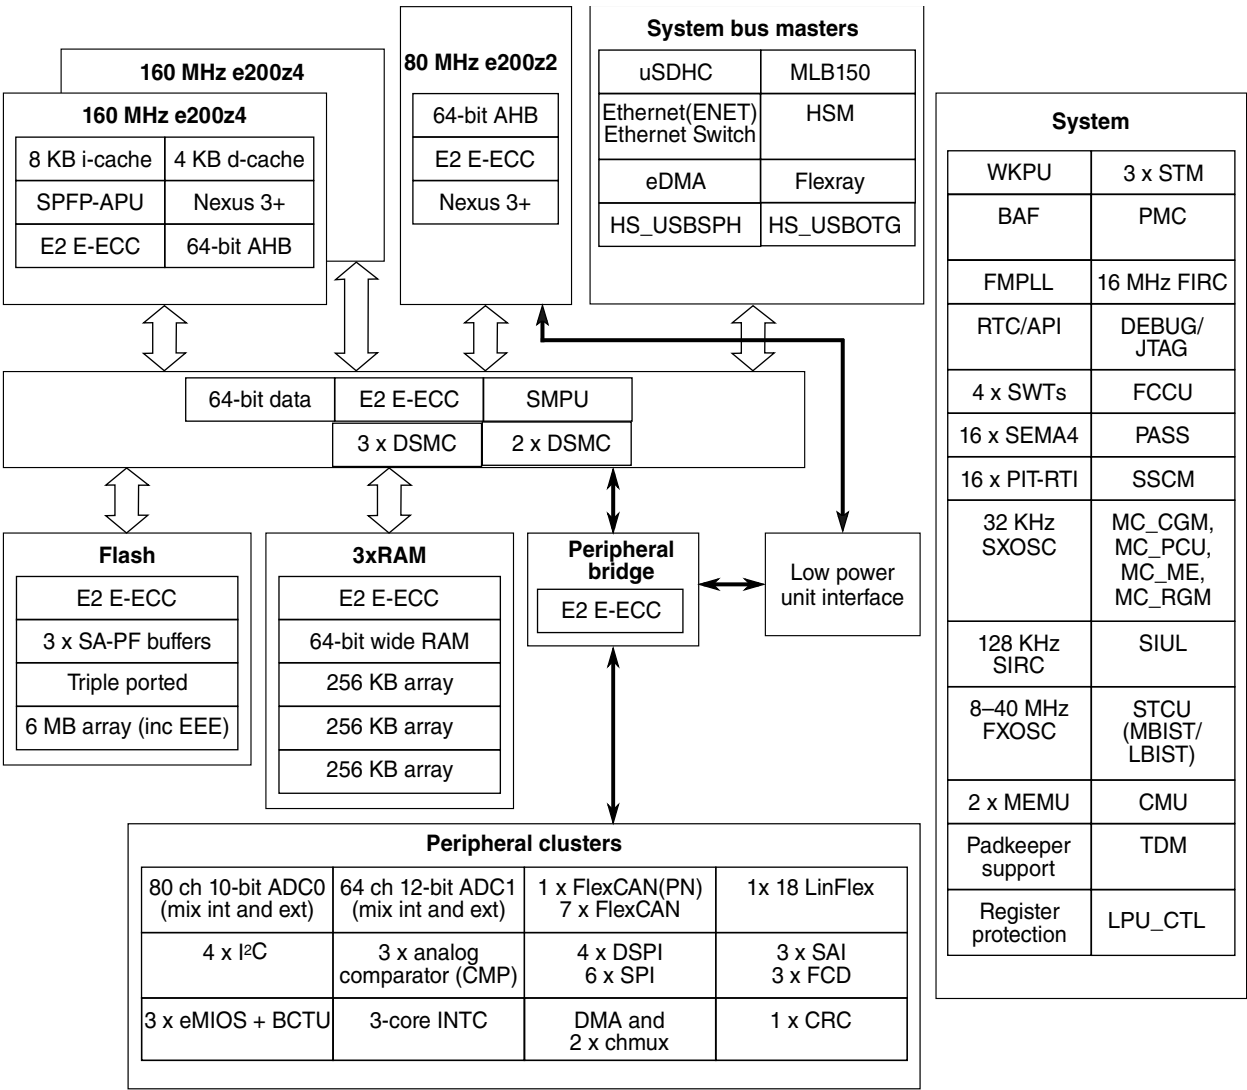 160 MHz e200z4
160 MHz e200z4
8 KB i-cache
4 KB d-cache
SPFP-APU
Nexus 3+
E2 E-ECC
64-bit AHB
80 MHz e200z2
64-bit AHB
E2 E-ECC
Nexus 3+
System bus masters
uSDHC
MLB150
Ethernet(ENET)
Ethernet Switch
HSM
eDMA
Flexray
HS_USBSPH
HS_USBOTG
64-bit data
E2 E-ECC
SMPU
3 x DSMC
2 x DSMC
Flash
E2 E-ECC
3 x SA-PF buffers
Triple ported
6 MB array (inc EEE)
3xRAM
E2 E-ECC
64-bit wide RAM
256 KB array
256 KB array
256 KB array
Peripheral
bridge
E2 E-ECC
Low power
unit interface
Peripheral clusters
80 ch 10-bit ADC0
(mix int and ext)
64 ch 12-bit ADC1
(mix int and ext)
1 x FlexCAN(PN)
7 x FlexCAN
1x 18 LinFlex
4 x I²C
3 x analog
comparator (CMP)
4 x DSPI
6 x SPI
3 x SAI
3 x FCD
3 x eMIOS + BCTU
3-core INTC
DMA and
2 x chmux
1 x CRC
System
WKPU
3 x STM
BAF
PMC
FMPLL
16 MHz FIRC
RTC/API
DEBUG/
JTAG
4 x SWTs
FCCU
16 x SEMA4
PASS
16 x PIT-RTI
SSCM
32 KHz
SXOSC
MC_CGM,
MC_PCU,
MC_ME,
MC_RGM
128 KHz
SIRC
SIUL
8–40 MHz
FXOSC
STCU
(MBIST/
LBIST)
2 x MEMU
CMU
Padkeeper
support
TDM
Register
protection
LPU_CTL